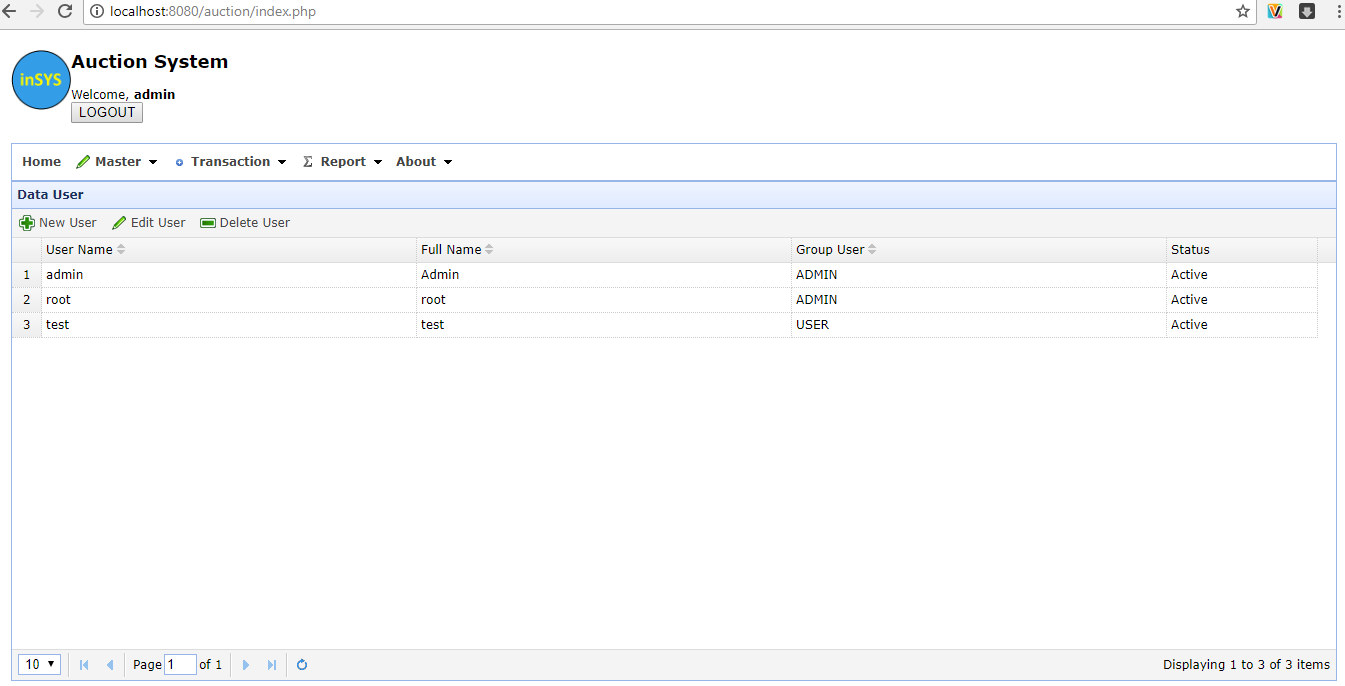 localhost:8080/auction/index.php
inSYS
Auction System
Welcome, admin
LOGOUT
Home Master Transaction Σ Report About
Data User
New User Edit User Delete User
User Name Full Name Group User Status
1 admin Admin ADMIN Active
2 root root ADMIN Active
3 test test USER Active
10 Page 1 of 1 Displaying 1 to 3 of 3 items